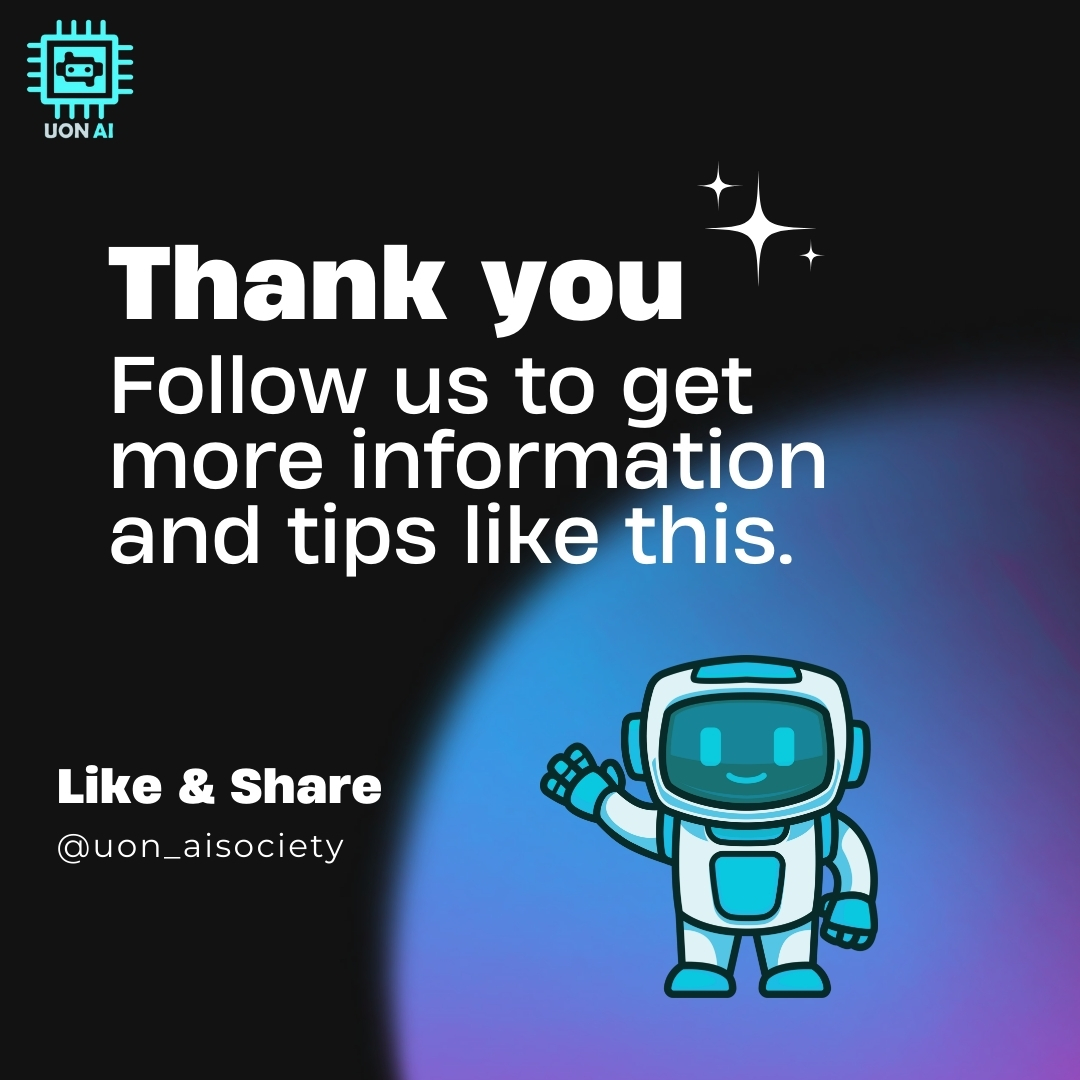 UON AI
Thank you
Follow us to get
more information
and tips like this.
Like & Share
@uon_aisociety